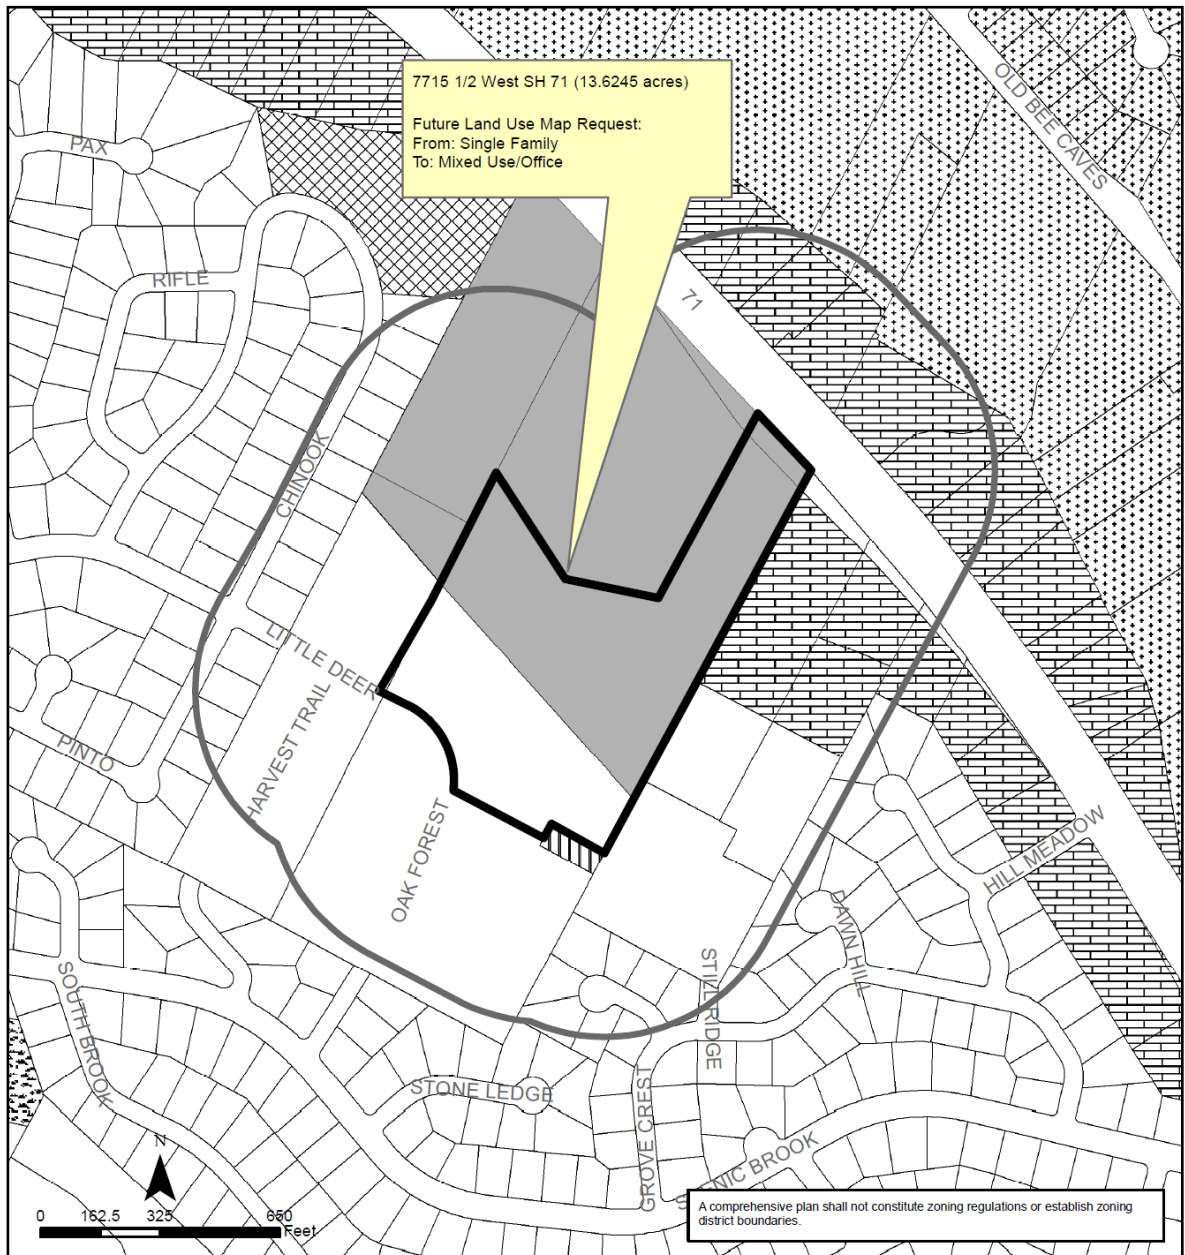 7715 1/2 West SH 71 (13.6245 acres)
Future Land Use Map Request:
From: Single Family
To: Mixed Use/Office
OLD BEE CAVES
PAX
RIFLE
71
CHINOOK
LITTLE DEER
HARVEST TRAIL
PINTO
OAK FOREST
HILL MEADOW
DAWN HILL
STILL RIDGE
SOUTH BROOK
STONE LEDGE
GROVE CREST
SCENIC BROOK
N
0 162.5 325 650
Feet
A comprehensive plan shall not constitute zoning regulations or establish zoning
district boundaries.